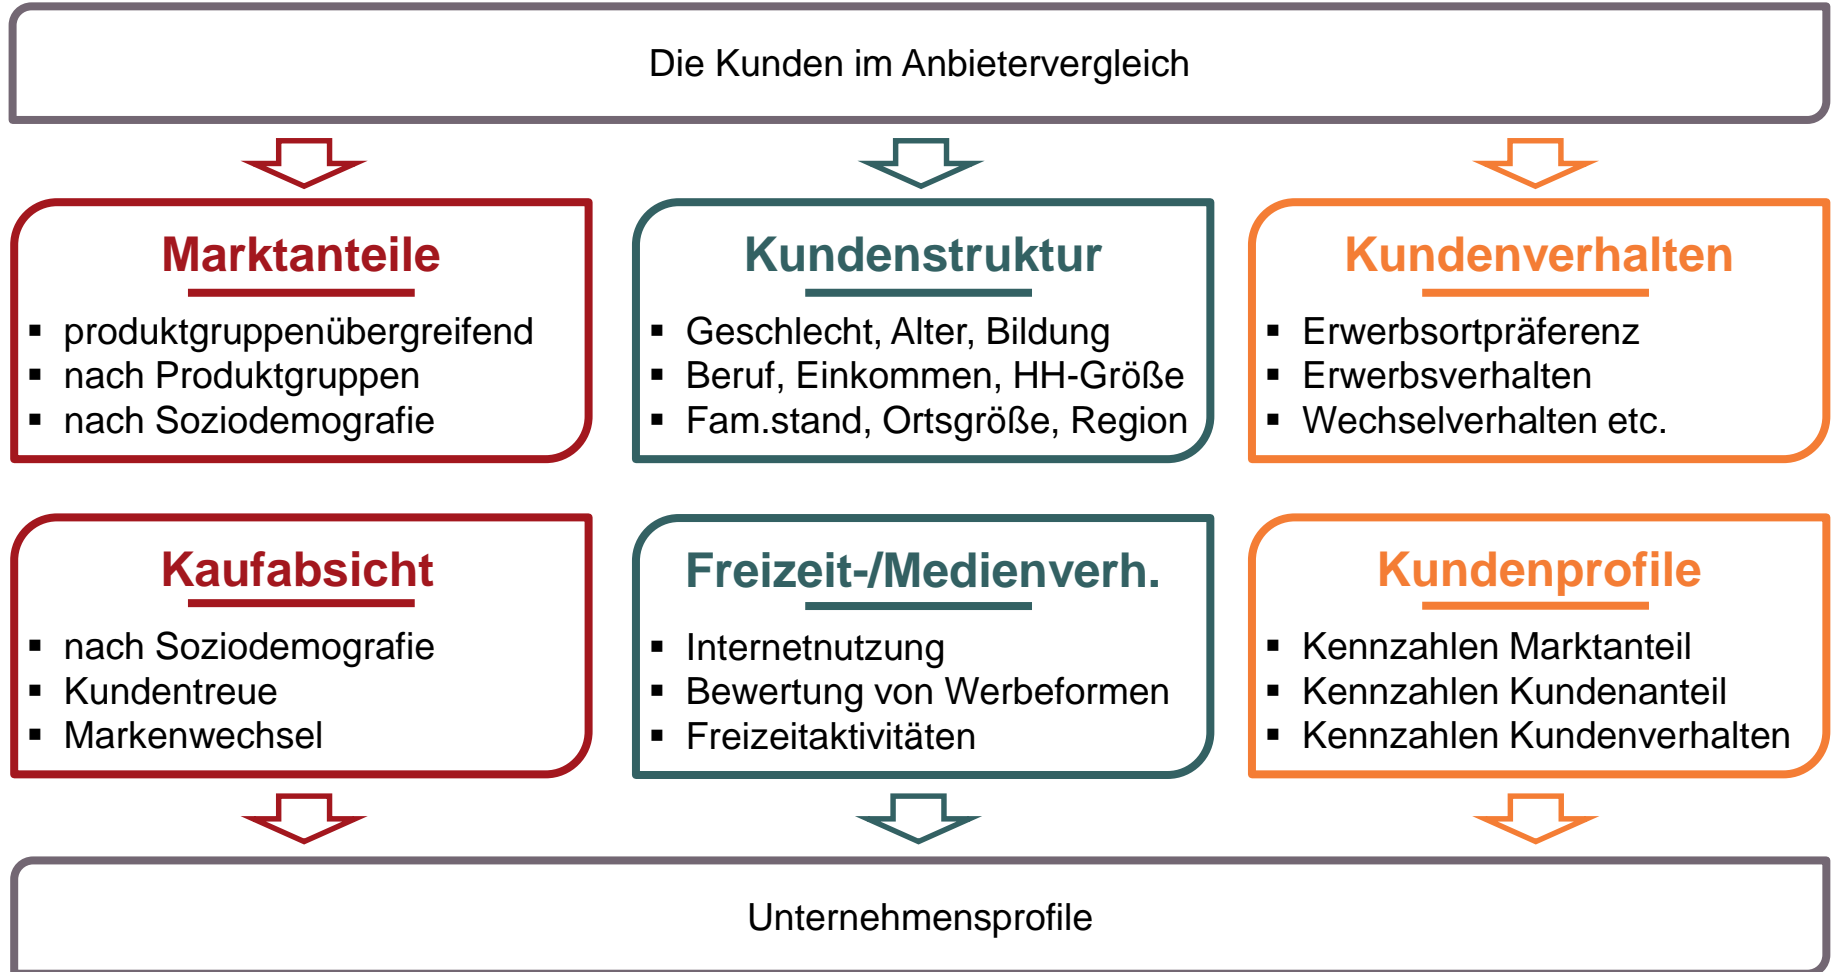 Die Kunden im Anbietervergleich
Marktanteile
▪ produktgruppenübergreifend
▪ nach Produktgruppen
▪ nach Soziodemografie
Kundenstruktur
▪ Geschlecht, Alter, Bildung
▪ Beruf, Einkommen, HH-Größe
▪ Fam.stand, Ortsgröße, Region
Kundenverhalten
▪ Erwerbsortpräferenz
▪ Erwerbsverhalten
▪ Wechselverhalten etc.
Kaufabsicht
▪ nach Soziodemografie
▪ Kundentreue
▪ Markenwechsel
Freizeit-/Medienverh.
▪ Internetnutzung
▪ Bewertung von Werbeformen
▪ Freizeitaktivitäten
Kundenprofile
▪ Kennzahlen Marktanteil
▪ Kennzahlen Kundenanteil
▪ Kennzahlen Kundenverhalten
Unternehmensprofile